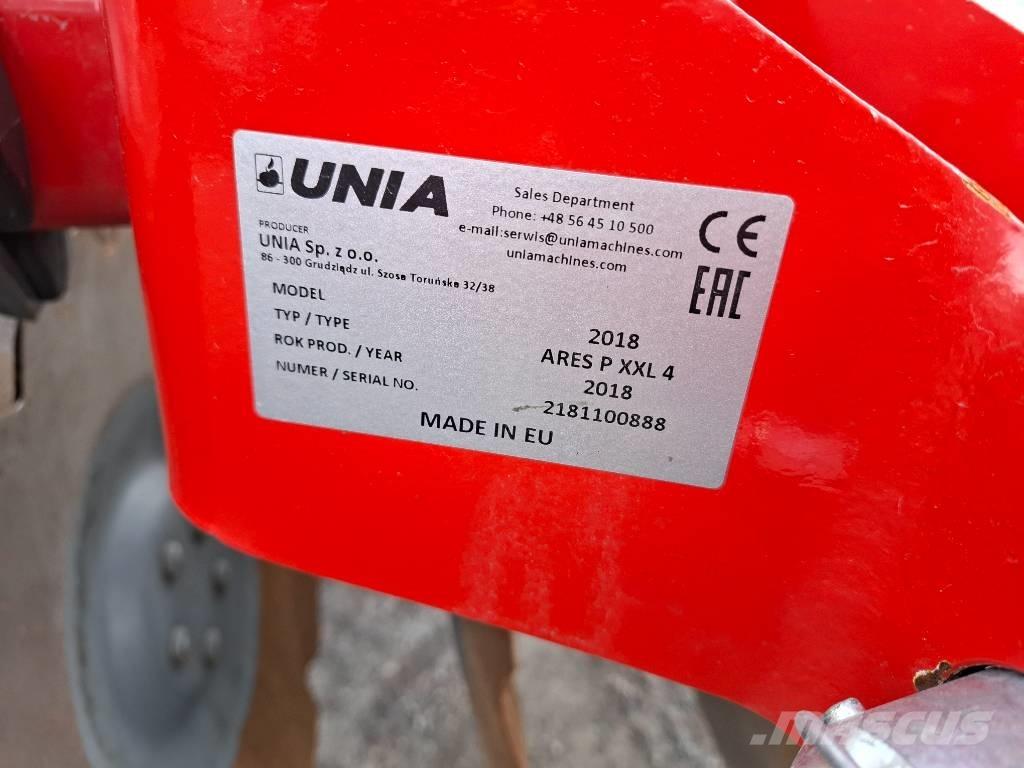 UNIA
Sales Department
Phone: +48 56 45 10 500
e-mail:serwis@uniamachines.com
uniamachines.com
CE
EAC
PRODUCER
UNIA Sp. z o.o.
86 - 300 Grudziądz ul. Szosa Toruńska 32/38
MODEL 2018
TYP / TYPE ARES P XXL 4
ROK PROD. / YEAR 2018
NUMER / SERIAL NO. 2181100888
MADE IN EU
MASCUS